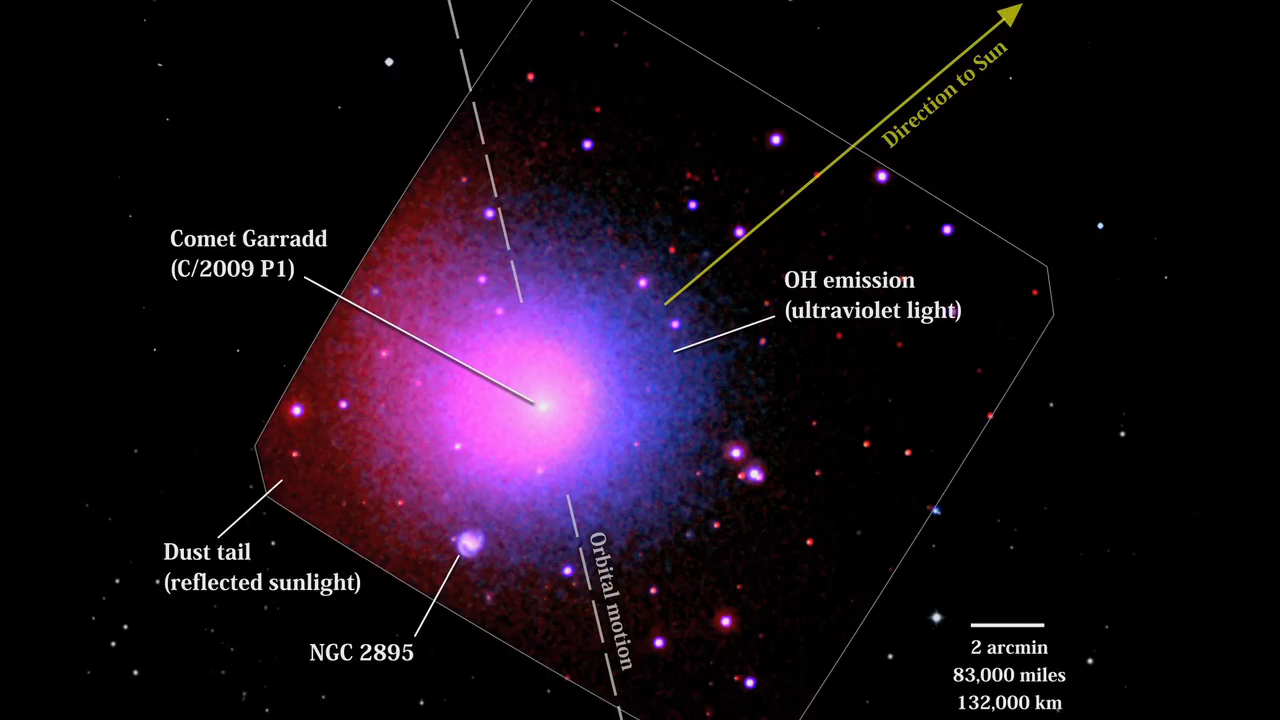 Direction to Sun
Comet Garradd
(C/2009 P1)
OH emission
(ultraviolet light)
Dust tail
(reflected sunlight)
Orbital motion
NGC 2895
2 arcmin
83,000 miles
132,000 km